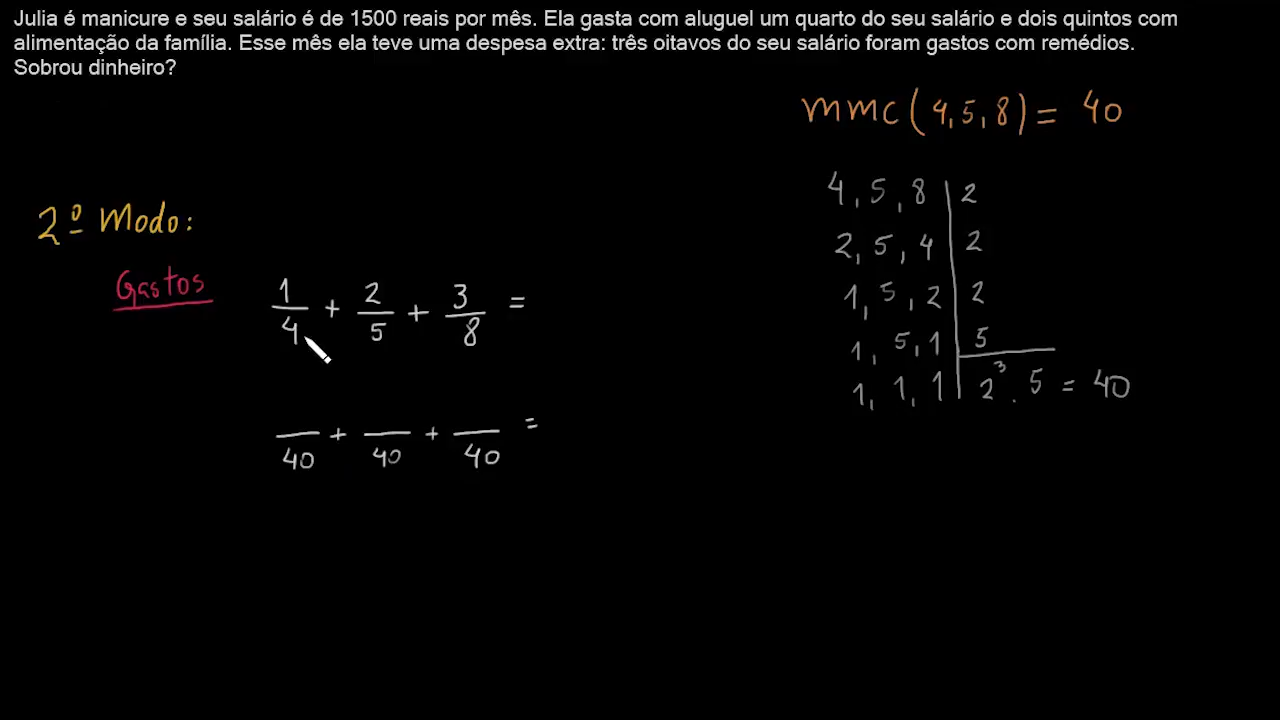 Julia é manicure e seu salário é de 1500 reais por mês. Ela gasta com aluguel um quarto do seu salário e dois quintos com
alimentação da família. Esse mês ela teve uma despesa extra: três oitavos do seu salário foram gastos com remédios.
Sobrou dinheiro?
mmc (4,5,8) = 40
4, 5, 8 | 2
2, 5, 4 | 2
1, 5, 2 | 2
1, 5, 1 | 5
1, 1, 1 | 2³ . 5 = 40
2º Modo:
Gastos
1/4 + 2/5 + 3/8 =
/40 + /40 + /40 =